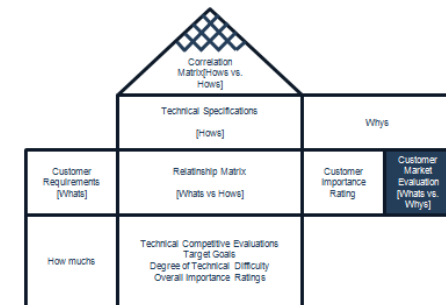 Correlation
Matrix[Hows vs.
Hows]
Technical Specifications
[Hows]
Whys
Customer
Requirements
[Whats]
Relatinship Matrix
[Whats vs Hows]
Customer
Importance
Rating
Customer
Market
Evaluation
[Whats vs.
Whys]
How muchs
Technical Competitive Evaluations
Target Goals
Degree of Technical Difficulty
Overall Importance Ratings